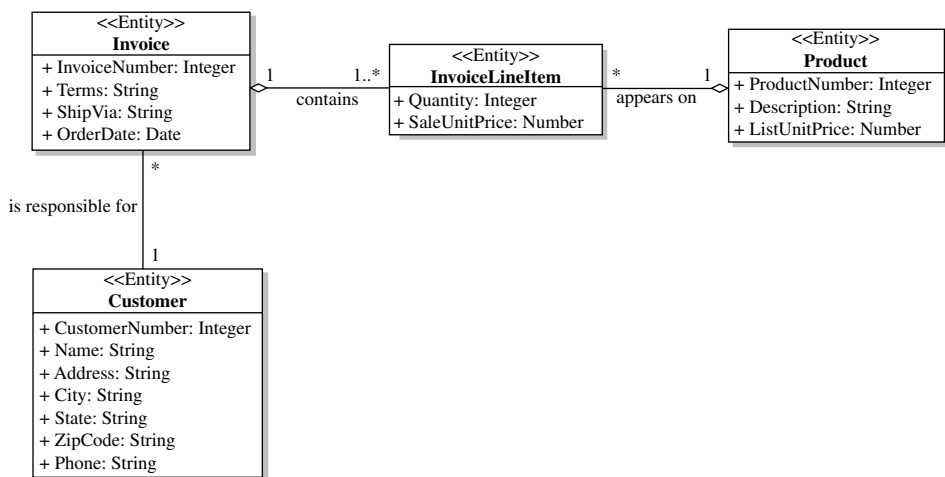 <<Entity>>
Invoice
+ InvoiceNumber: Integer
+ Terms: String
+ ShipVia: String
+ OrderDate: Date
1
1..*
contains
<<Entity>>
InvoiceLineItem
+ Quantity: Integer
+ SaleUnitPrice: Number
*
1
appears on
<<Entity>>
Product
+ ProductNumber: Integer
+ Description: String
+ ListUnitPrice: Number
*
is responsible for
1
<<Entity>>
Customer
+ CustomerNumber: Integer
+ Name: String
+ Address: String
+ City: String
+ State: String
+ ZipCode: String
+ Phone: String